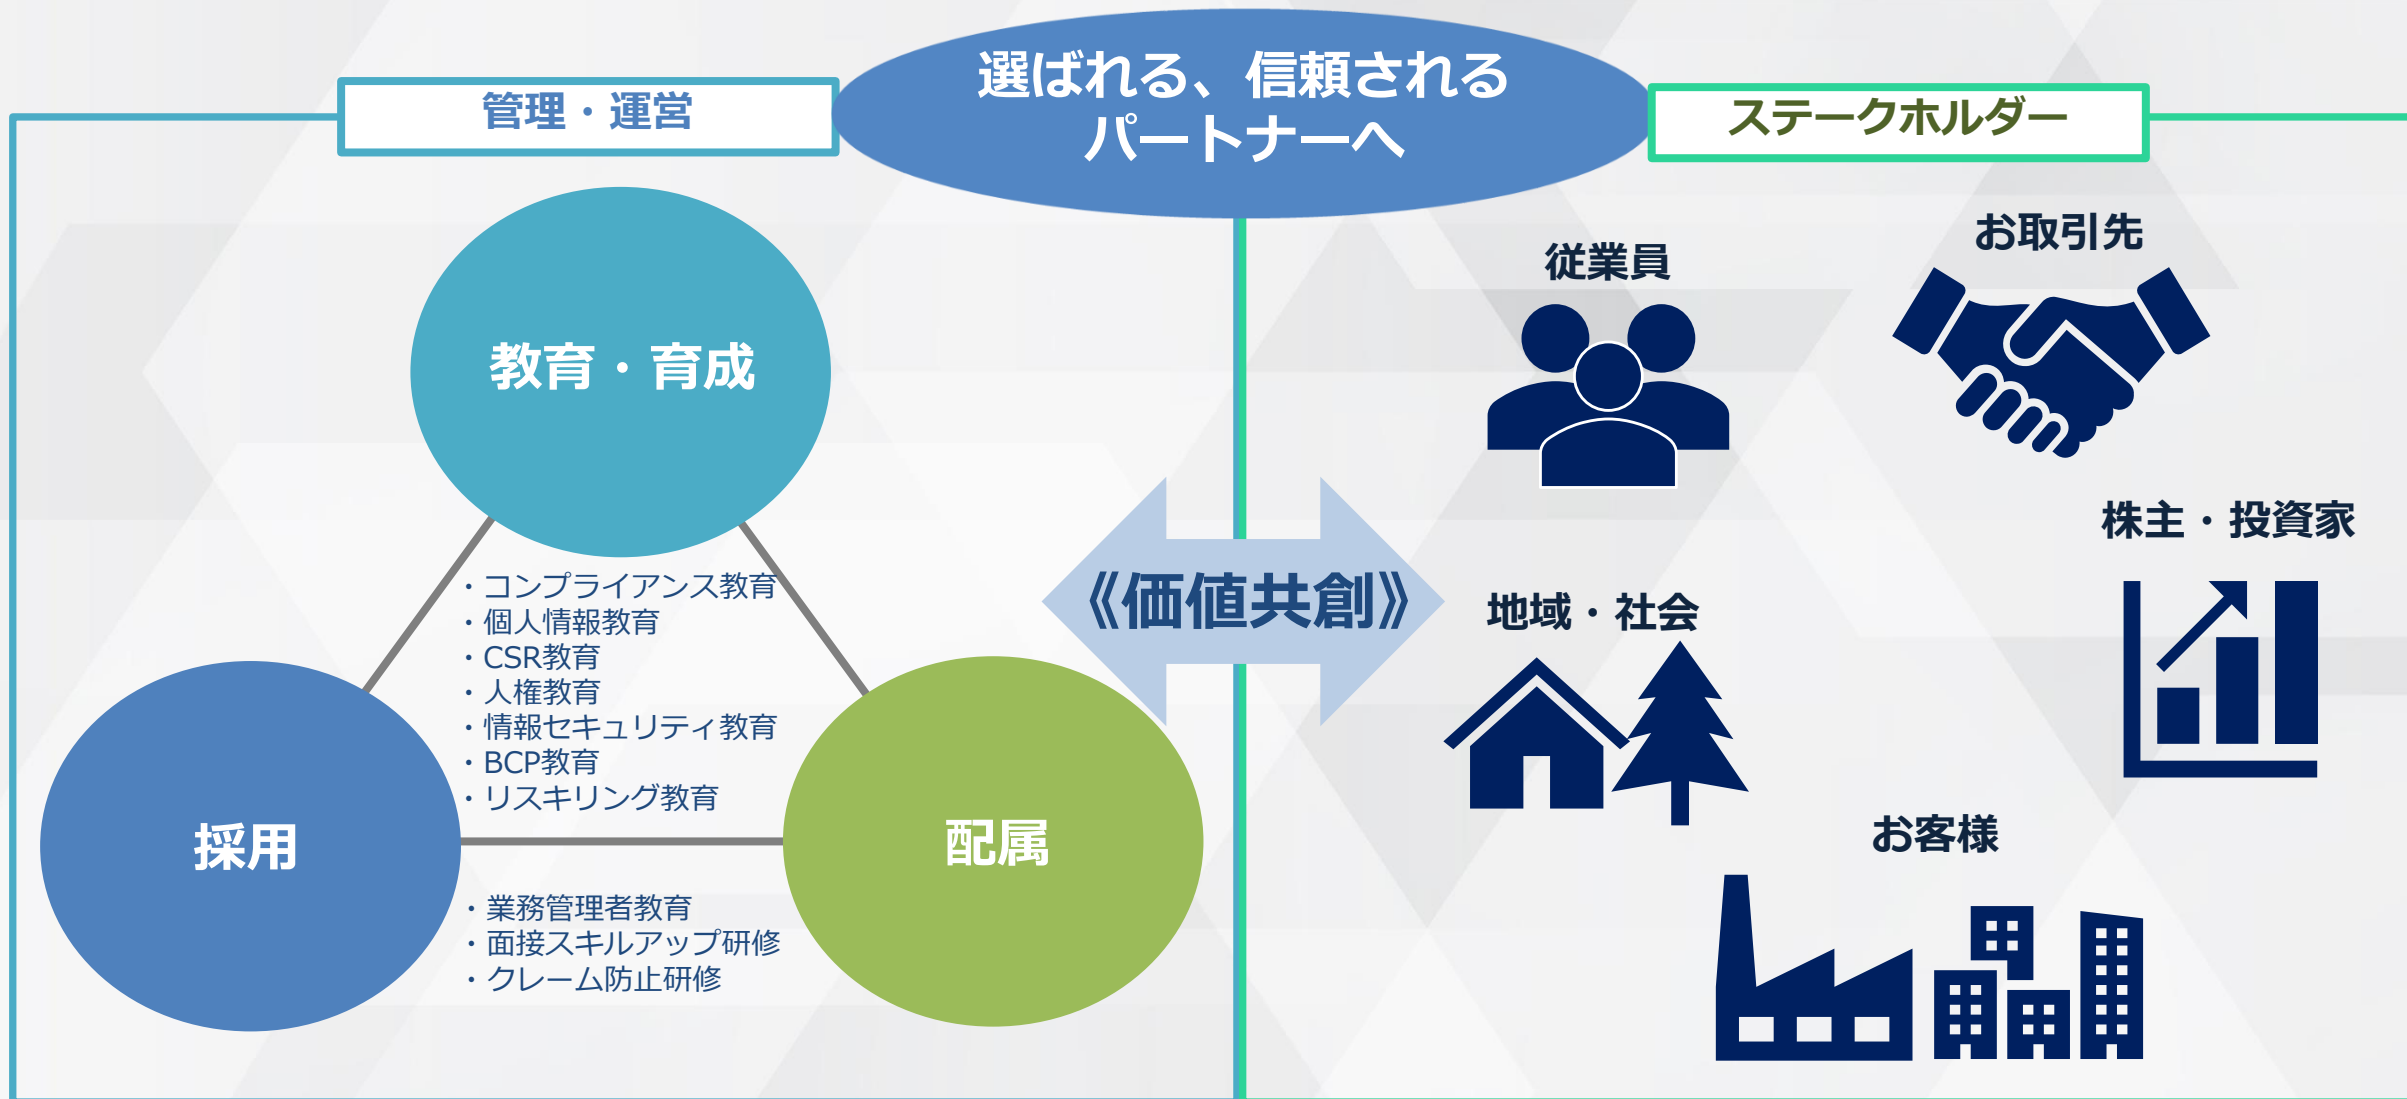 選ばれる、信頼される
パートナーへ
管理・運営
教育・育成
・コンプライアンス教育
・個人情報教育
・CSR教育
・人権教育
・情報セキュリティ教育
・BCP教育
・リスキリング教育
採用
配属
・業務管理者教育
・面接スキルアップ研修
・クレーム防止研修
《価値共創》
ステークホルダー
従業員
お取引先
株主・投資家
地域・社会
お客様